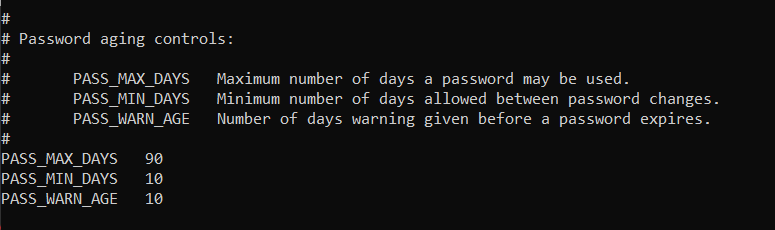 #
# Password aging controls:
#
#       PASS_MAX_DAYS   Maximum number of days a password may be used.
#       PASS_MIN_DAYS   Minimum number of days allowed between password changes.
#       PASS_WARN_AGE   Number of days warning given before a password expires.
#
PASS_MAX_DAYS   90
PASS_MIN_DAYS   10
PASS_WARN_AGE   10